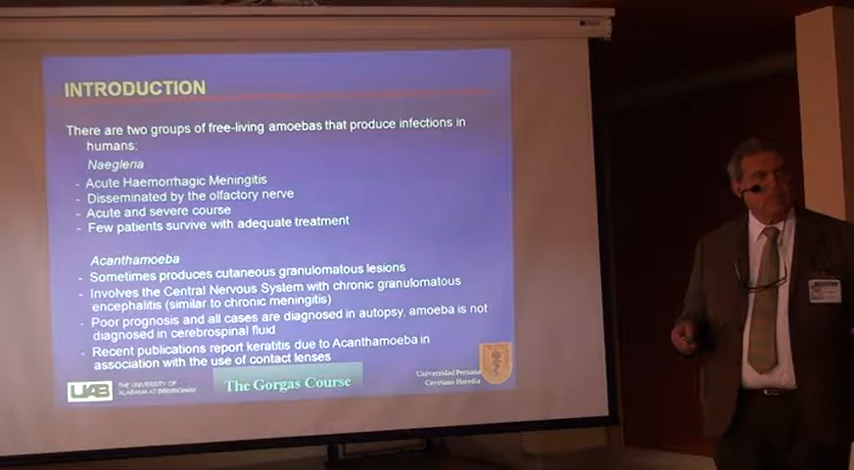 INTRODUCTION
There are two groups of free-living amoebas that produce infections in
humans:
Naegleria
- Acute Haemorrhagic Meningitis
- Disseminated by the olfactory nerve
- Acute and severe course
- Few patients survive with adequate treatment
Acanthamoeba
- Sometimes produces cutaneous granulomatous lesions
- Involves the Central Nervous System with chronic granulomatous
encephalitis (similar to chronic meningitis)
- Poor prognosis and all cases are diagnosed in autopsy, amoeba is not
diagnosed in cerebrospinal fluid
- Recent publications report keratitis due to Acanthamoeba in
association with the use of contact lenses
UAB
THE UNIVERSITY OF
ALABAMA AT BIRMINGHAM
The Gorgas Course
Universidad Peruana
Cayetano Heredia